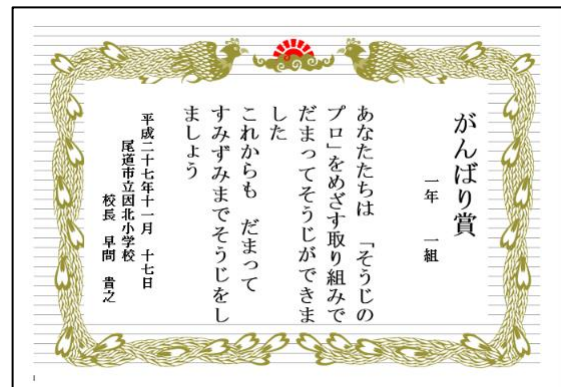 がんばり賞
一年　一組
あなたたちは　「そうじの
プロ」をめざす取り組みで
だまってそうじができま
した
これからも　だまって
すみずみまでそうじをし
ましょう
平成二十七年十一月　十七日
尾道市立因北小学校
校長　早間　貴之
1